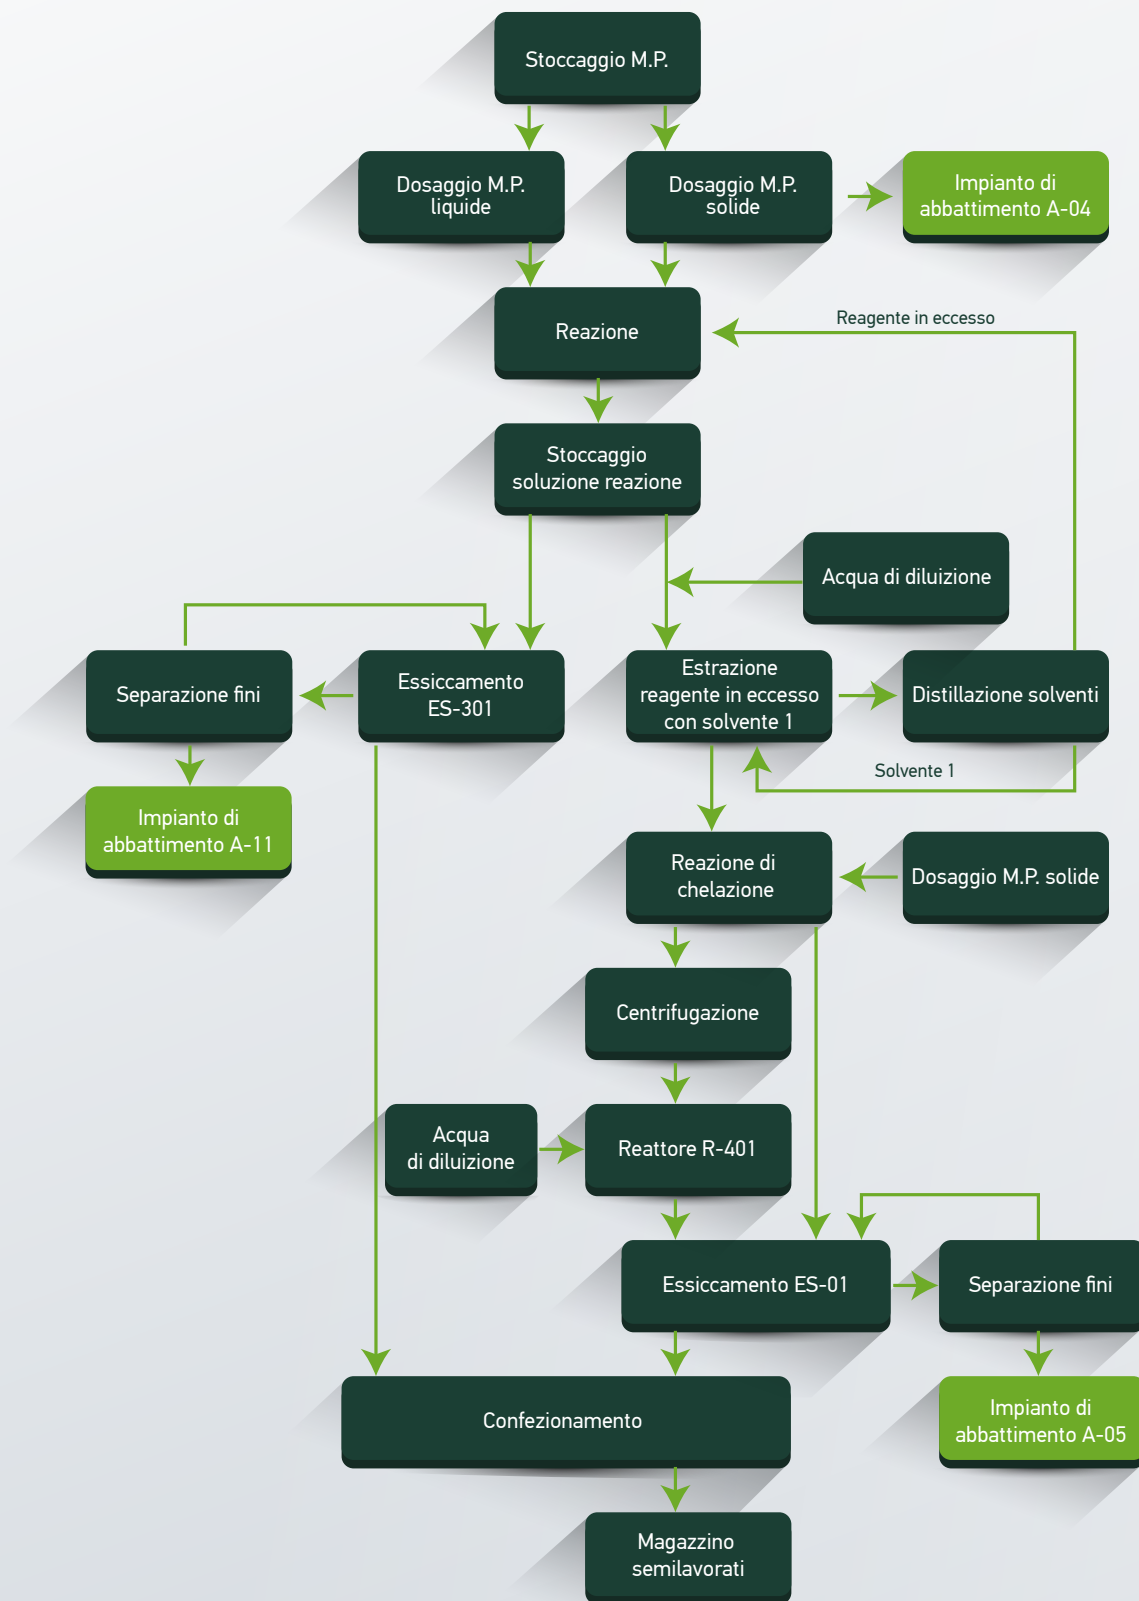 Stoccaggio M.P.
Dosaggio M.P.
liquide
Dosaggio M.P.
solide
Impianto di
abbattimento A-04
Reazione
Reagente in eccesso
Stoccaggio
soluzione reazione
Acqua di diluizione
Separazione fini
Essiccamento
ES-301
Estrazione
reagente in eccesso
con solvente 1
Distillazione solventi
Solvente 1
Impianto di
abbattimento A-11
Reazione di
chelazione
Dosaggio M.P. solide
Centrifugazione
Acqua
di diluizione
Reattore R-401
Essiccamento ES-01
Separazione fini
Confezionamento
Impianto di
abbattimento A-05
Magazzino
semilavorati